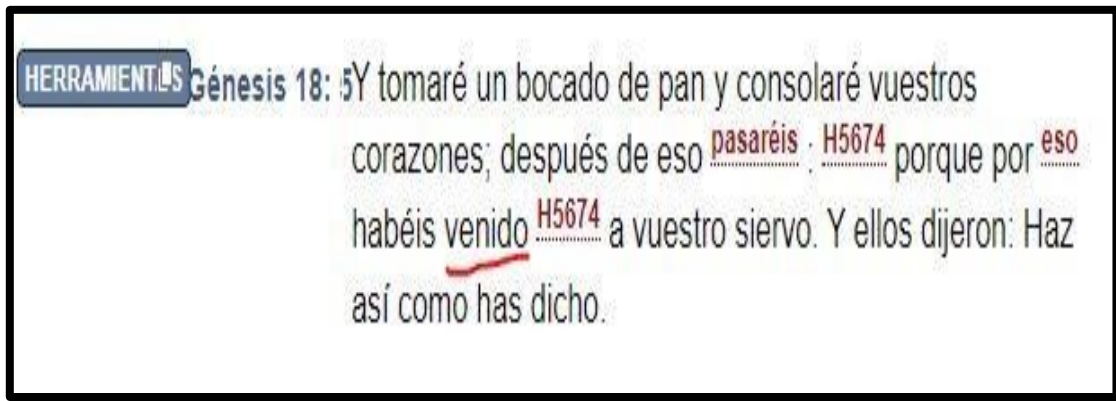 HERRAMIENTAS Génesis 18: 5Y tomaré un bocado de pan y consolaré vuestros
corazones; después de eso pasaréis : H5674 porque por eso
habéis venido H5674 a vuestro siervo. Y ellos dijeron: Haz
así como has dicho.